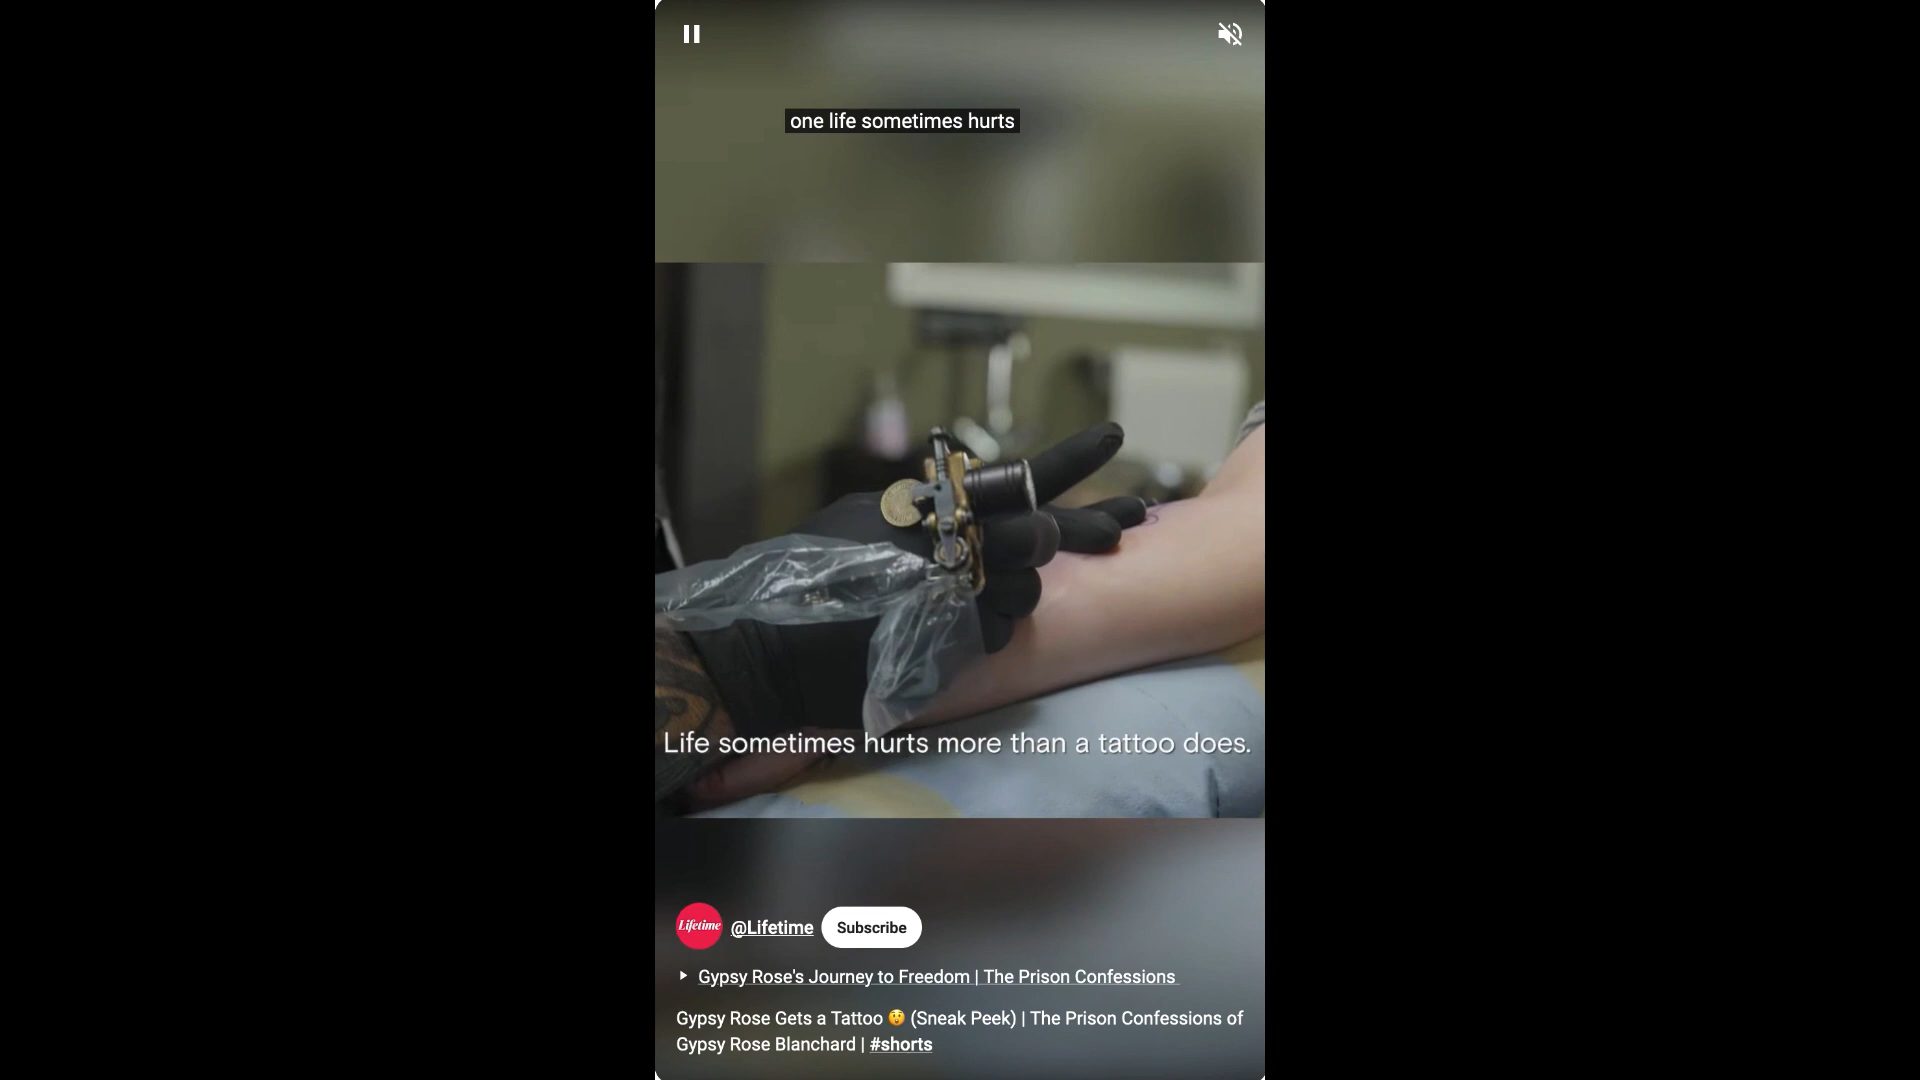 one life sometimes hurts
Life sometimes hurts more than a tattoo does.
Lifetime
@Lifetime
Subscribe
Gypsy Rose's Journey to Freedom | The Prison Confessions
Gypsy Rose Gets a Tattoo 😲 (Sneak Peek) | The Prison Confessions of
Gypsy Rose Blanchard | #shorts